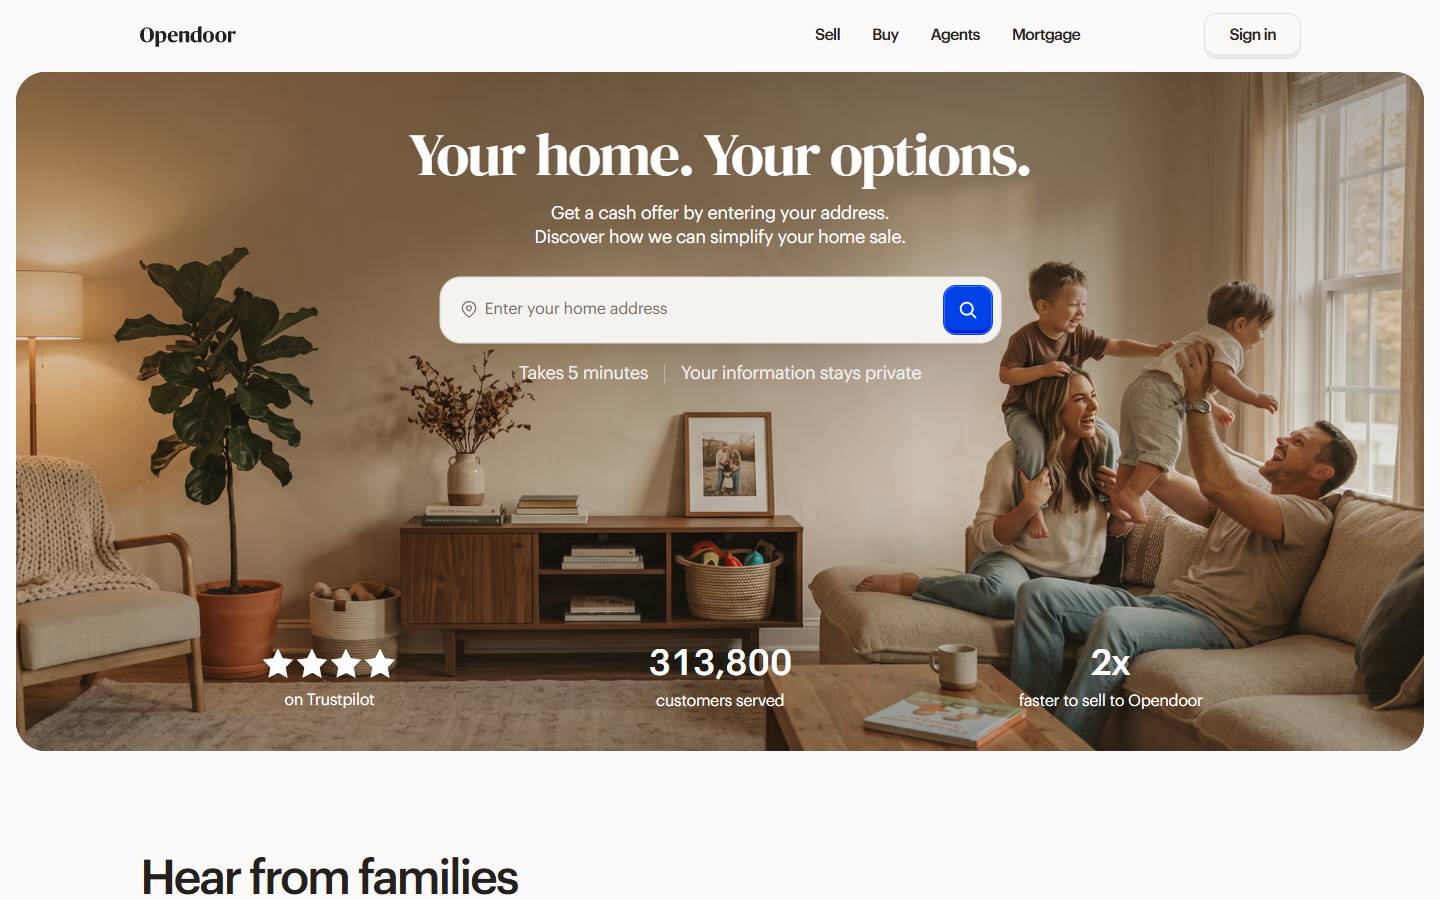 Opendoor
Sell
Buy
Agents
Mortgage
Sign in
Your home. Your options.
Get a cash offer by entering your address.
Discover how we can simplify your home sale.
Enter your home address
Takes 5 minutes
Your information stays private
on Trustpilot
313,800
customers served
2x
faster to sell to Opendoor
Hear from families